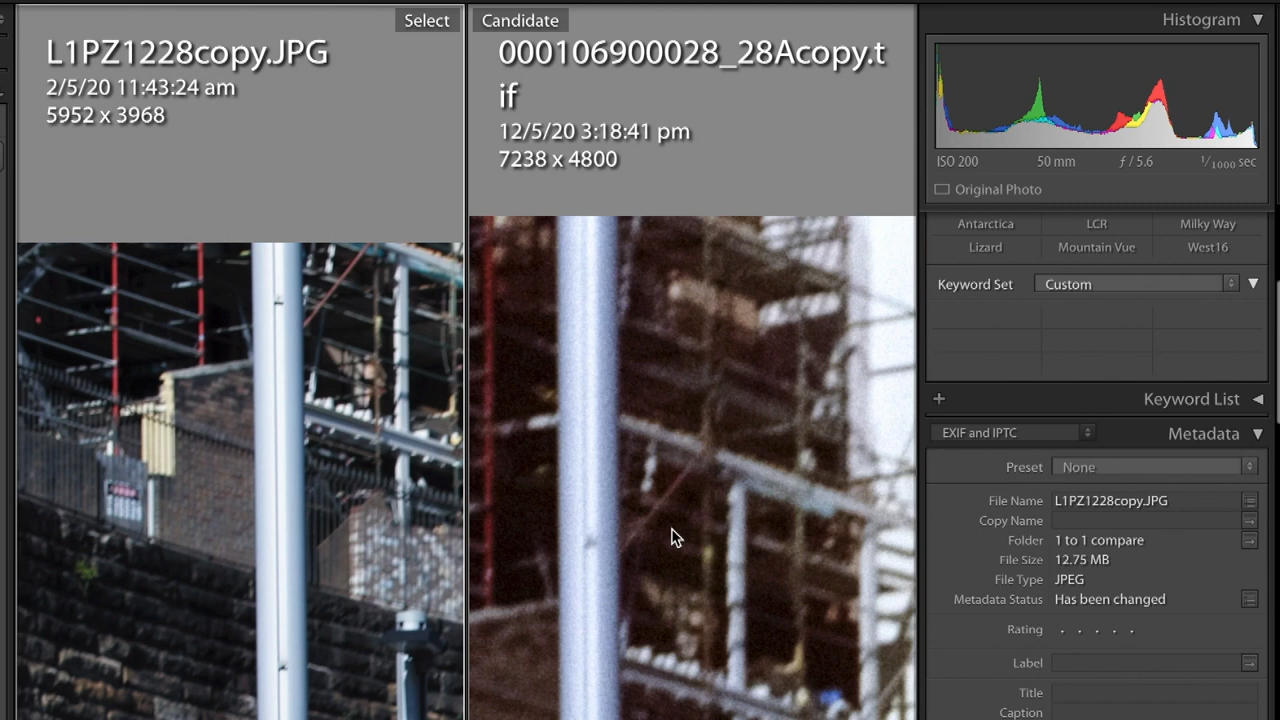 Select
L1PZ1228copy.JPG
2/5/20 11:43:24 am
5952 x 3968
Candidate
000106900028_28Acopy.t
if
12/5/20 3:18:41 pm
7238 x 4800
Histogram
ISO 200 50 mm ƒ / 5.6 1/1000 sec
Original Photo
Antarctica LCR Milky Way
Lizard Mountain Vue West16
Keyword Set Custom
+ Keyword List
EXIF and IPTC Metadata
Preset None
File Name L1PZ1228copy.JPG
Copy Name
Folder 1 to 1 compare
File Size 12.75 MB
File Type JPEG
Metadata Status Has been changed
Rating . . . . .
Label
Title
Caption